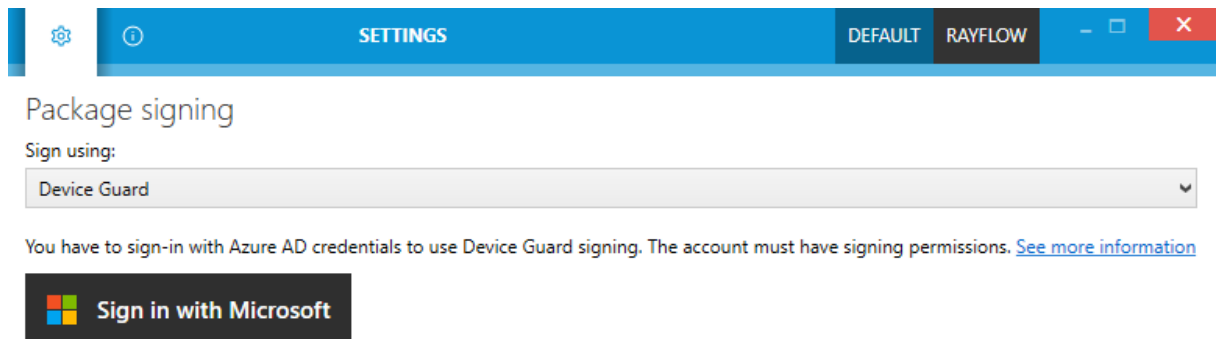 SETTINGS DEFAULT RAYFLOW
Package signing
Sign using:
Device Guard
You have to sign-in with Azure AD credentials to use Device Guard signing. The account must have signing permissions. See more information
Sign in with Microsoft